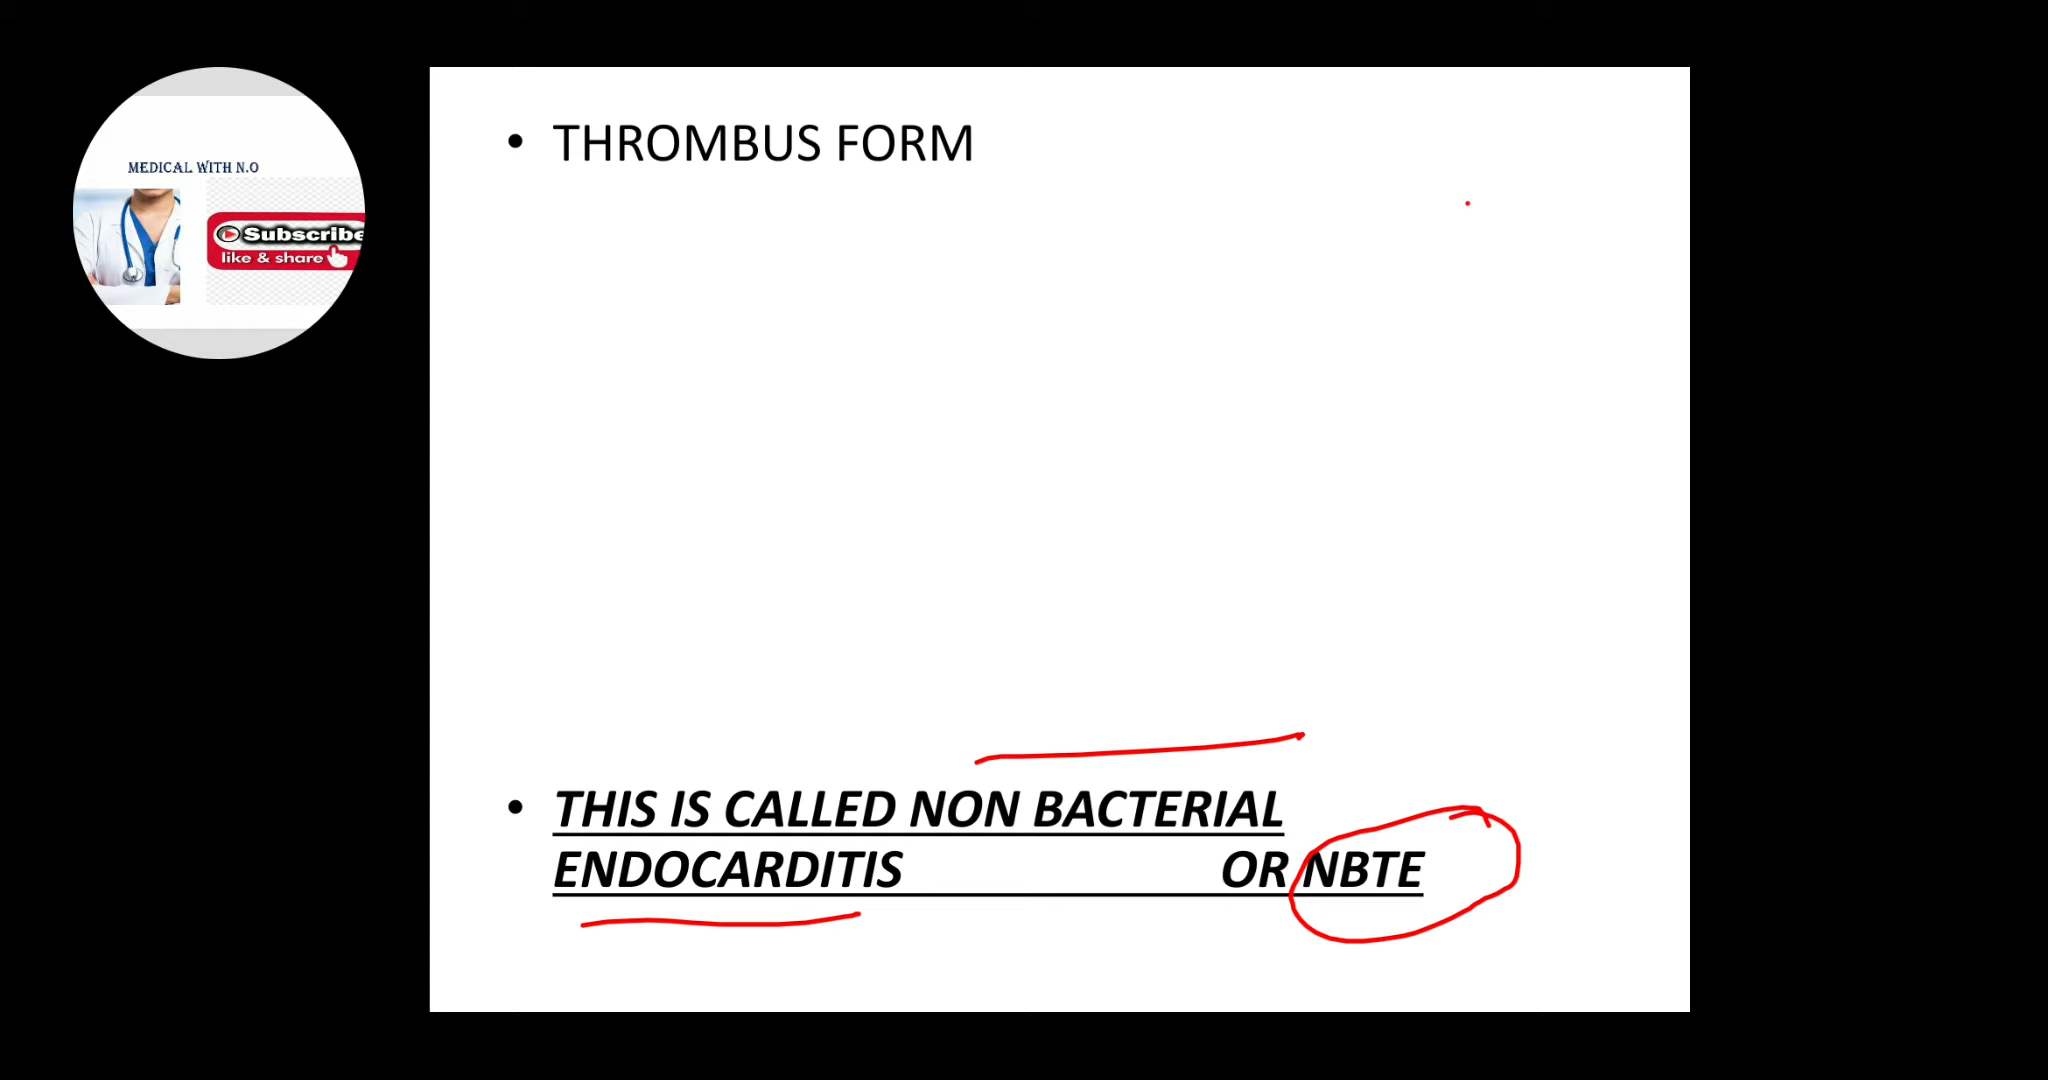 MEDICAL WITH N.O
Subscribe
like & share
• THROMBUS FORM
• THIS IS CALLED NON BACTERIAL
ENDOCARDITIS OR NBTE